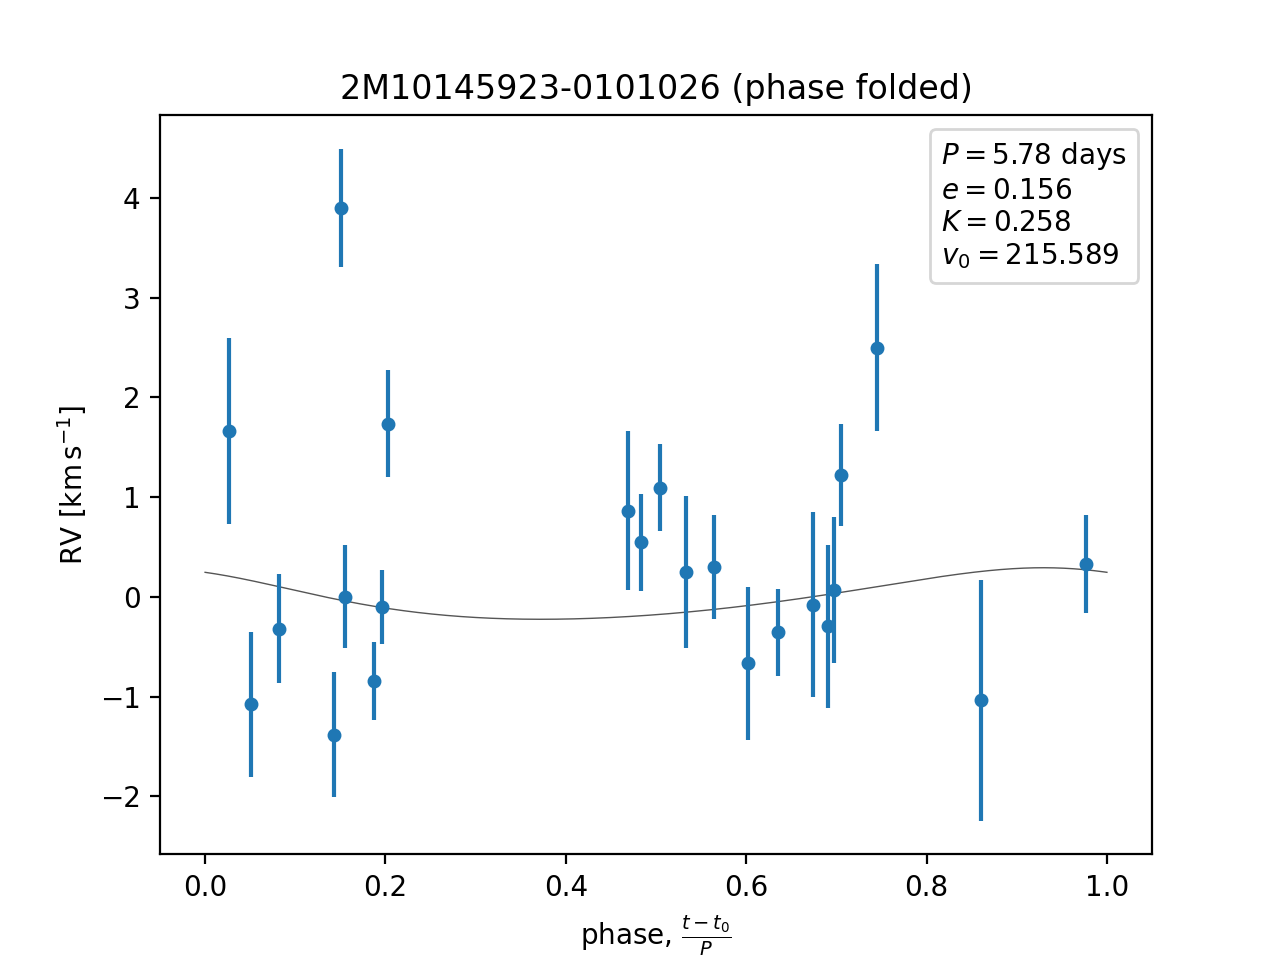 2M10145923-0101026 (phase folded)
P = 5.78 days
e = 0.156
K = 0.258
v₀ = 215.589
RV [km s⁻¹]
4
3
2
1
0
−1
−2
0.0 0.2 0.4 0.6 0.8 1.0
phase, (t − t₀)/P